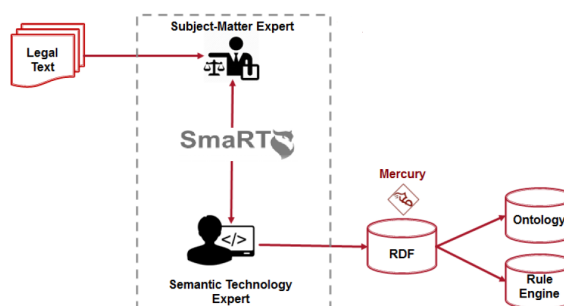 Subject-Matter Expert
Legal
Text
SmaRT
</>
Semantic Technology
Expert
Mercury
RDF
Ontology
Rule
Engine